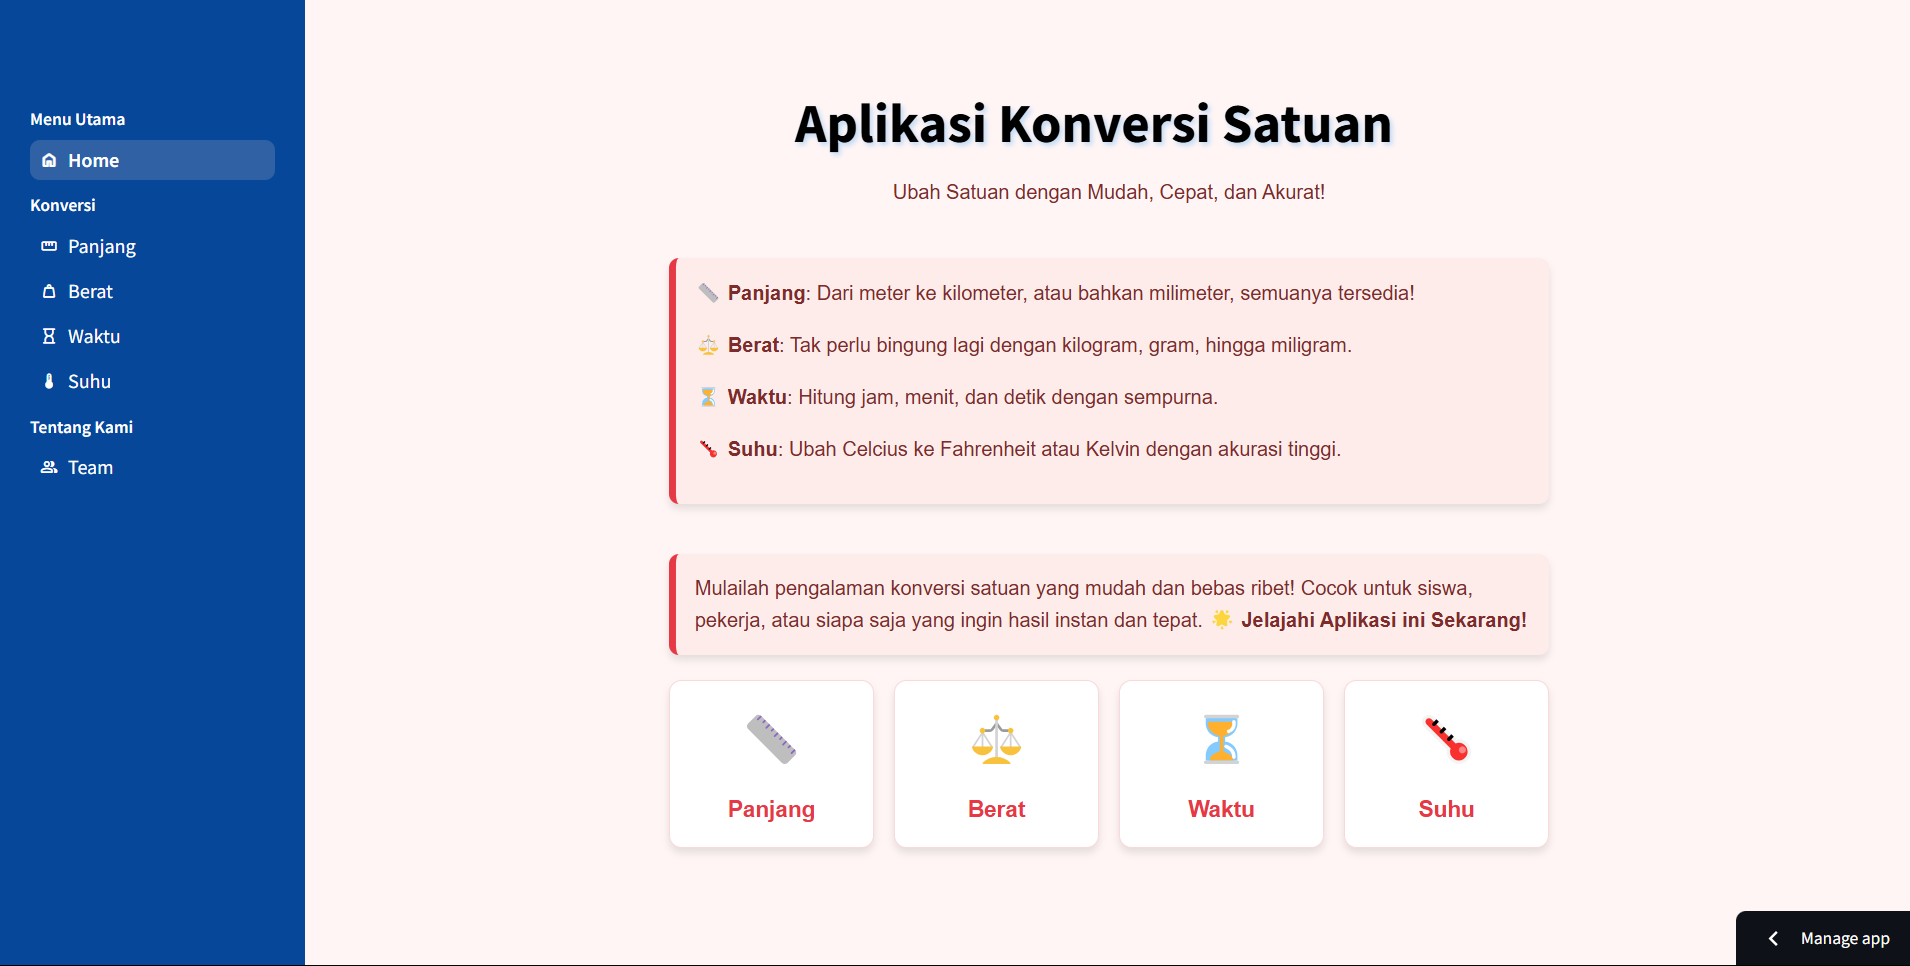 Menu Utama
Home
Konversi
Panjang
Berat
Waktu
Suhu
Tentang Kami
Team
Aplikasi Konversi Satuan
Ubah Satuan dengan Mudah, Cepat, dan Akurat!
Panjang: Dari meter ke kilometer, atau bahkan milimeter, semuanya tersedia!
Berat: Tak perlu bingung lagi dengan kilogram, gram, hingga miligram.
Waktu: Hitung jam, menit, dan detik dengan sempurna.
Suhu: Ubah Celcius ke Fahrenheit atau Kelvin dengan akurasi tinggi.
Mulailah pengalaman konversi satuan yang mudah dan bebas ribet! Cocok untuk siswa,
pekerja, atau siapa saja yang ingin hasil instan dan tepat. 🌟 Jelajahi Aplikasi ini Sekarang!
Panjang
Berat
Waktu
Suhu
Manage app